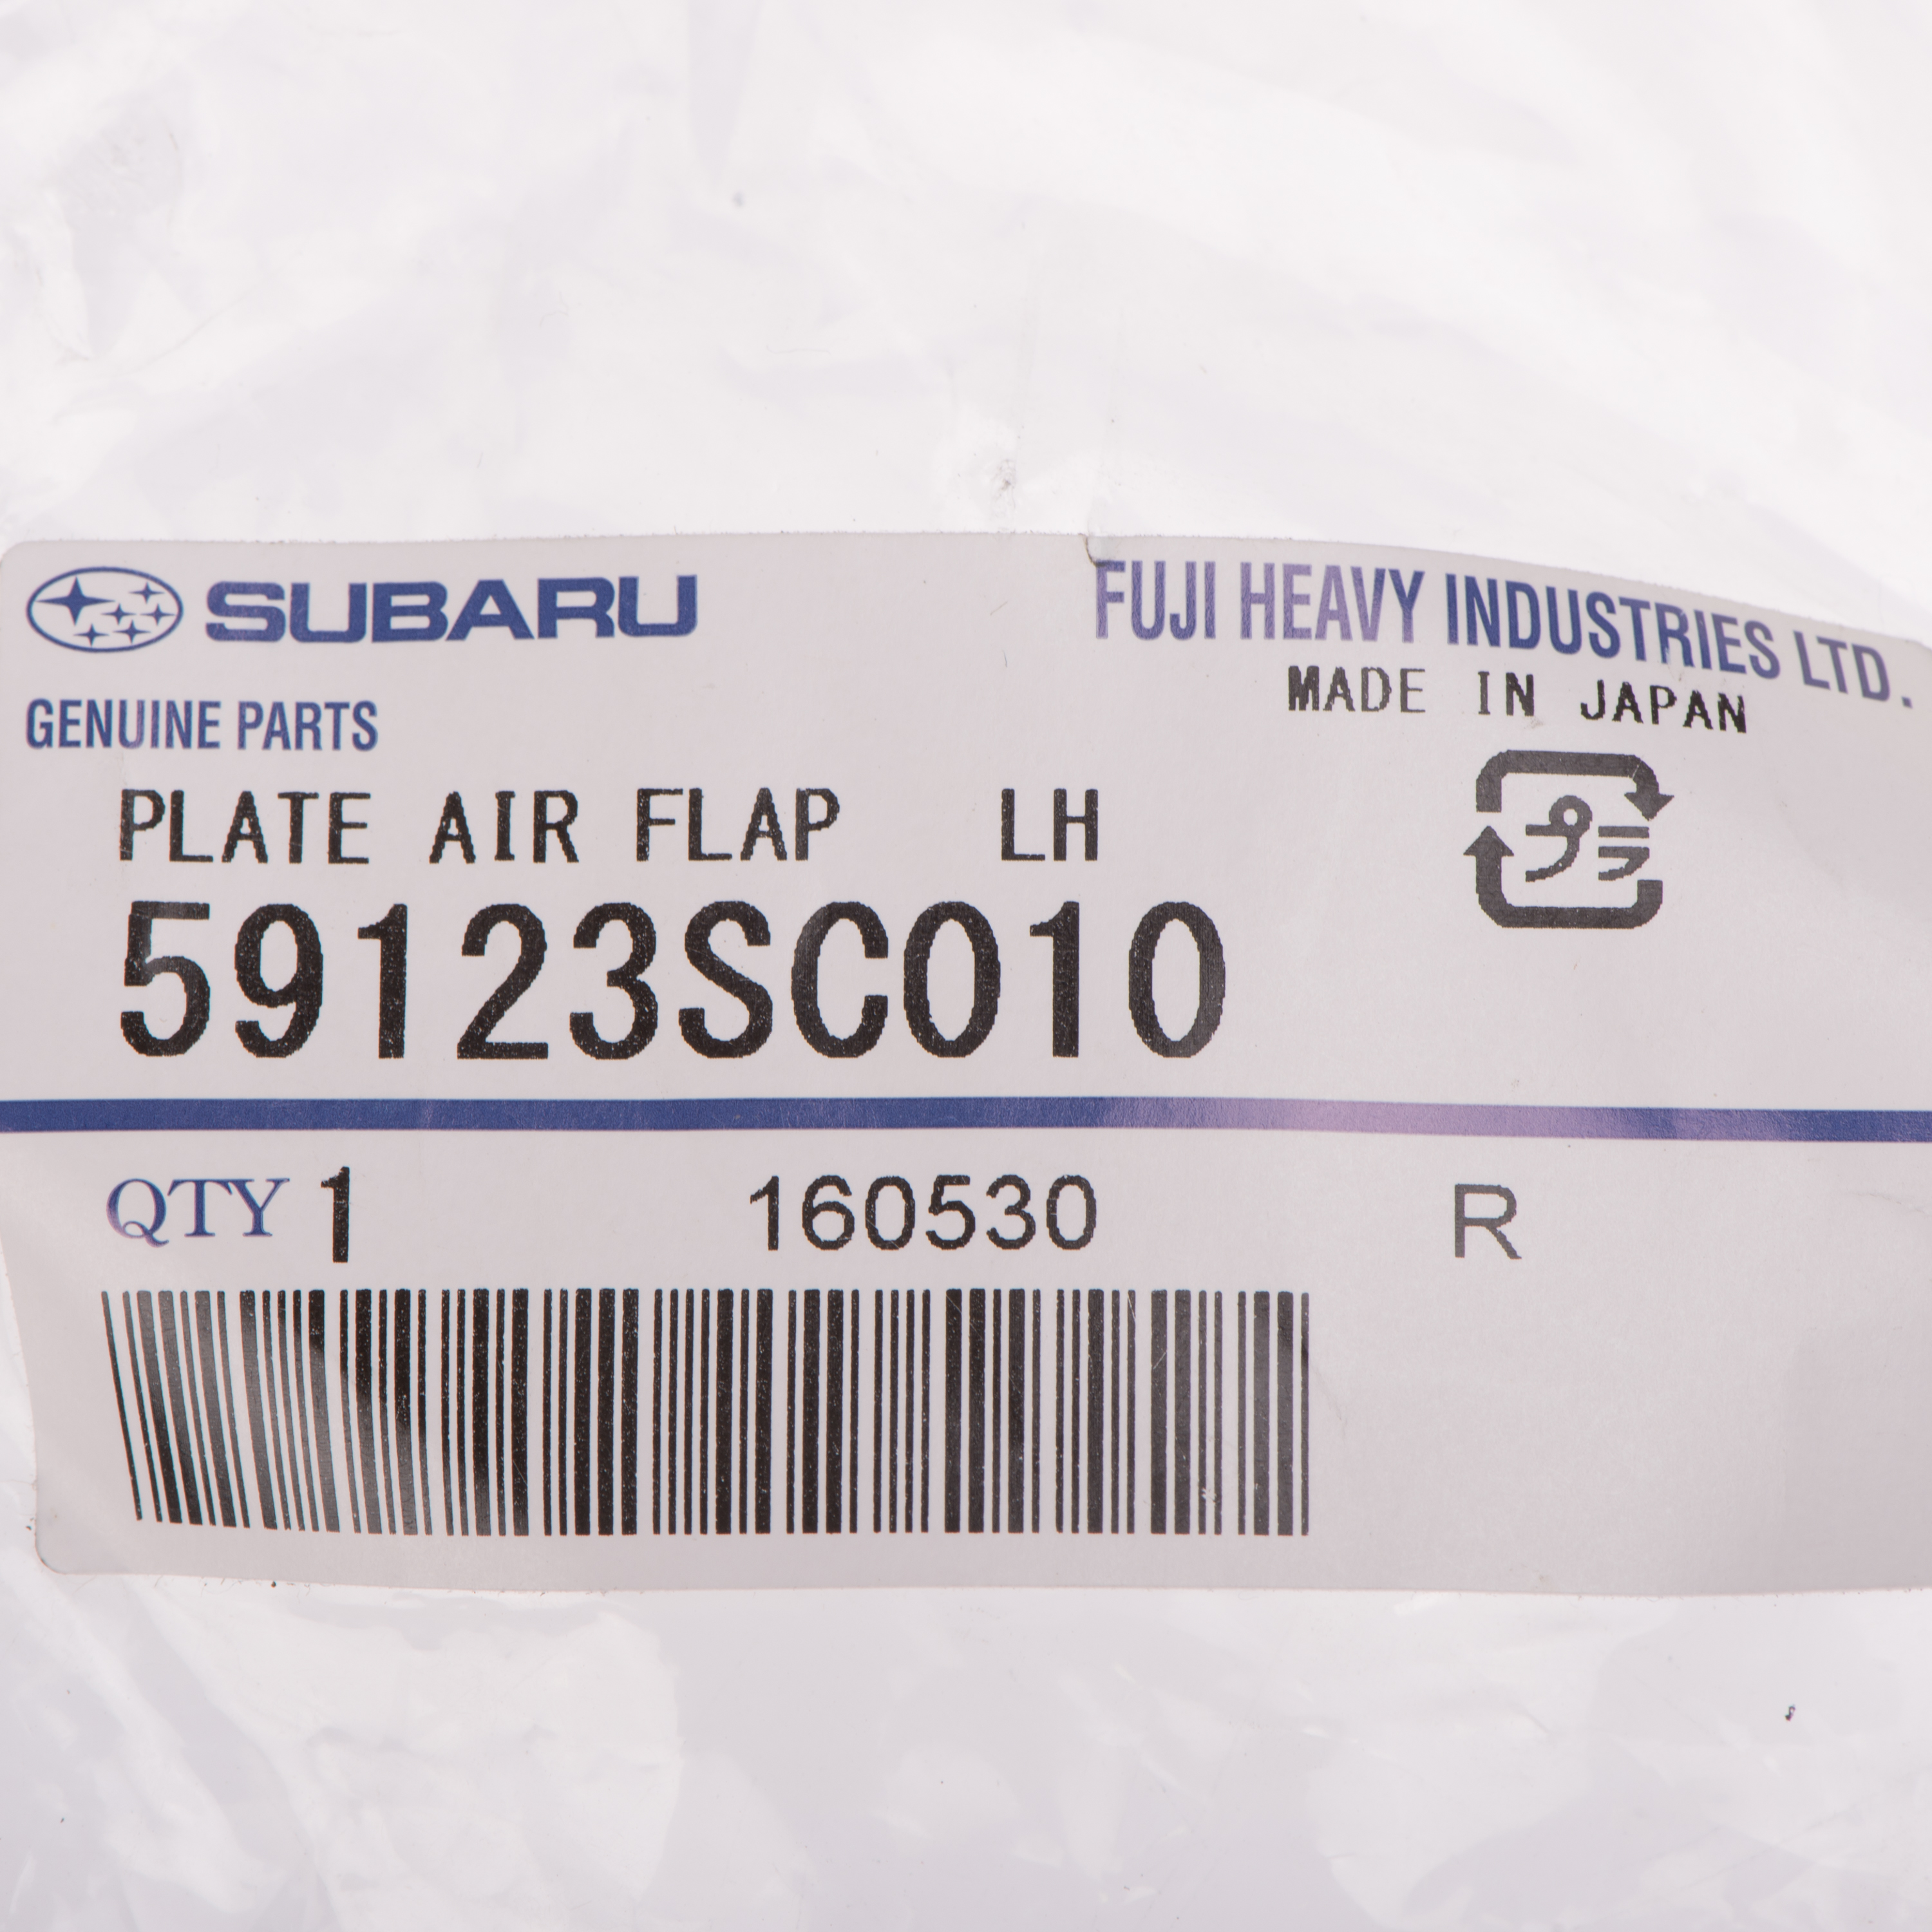 SUBARU
FUJI HEAVY INDUSTRIES LTD.
MADE IN JAPAN
GENUINE PARTS
PLATE AIR FLAP LH
プラ
59123SC010
QTY 1 160530 R